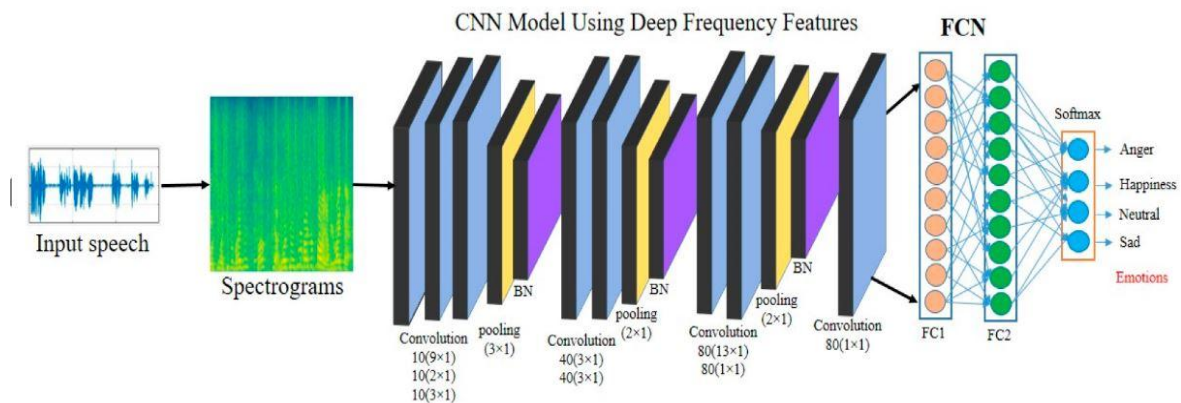 CNN Model Using Deep Frequency Features
FCN
Input speech
Spectrograms
Convolution
10(9×1)
10(2×1)
10(3×1)
pooling
(3×1)
BN
Convolution
40(3×1)
40(3×1)
pooling
(2×1)
BN
Convolution
80(13×1)
80(1×1)
pooling
(2×1)
BN
Convolution
80(1×1)
FC1
FC2
Softmax
Anger
Happiness
Neutral
Sad
Emotions